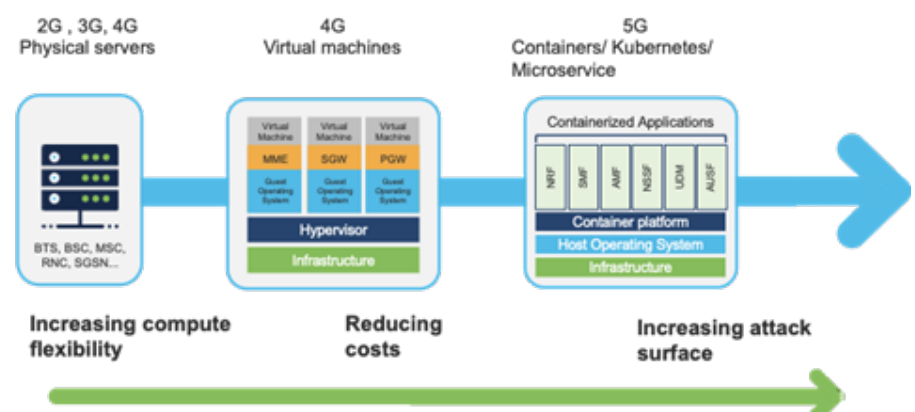 2G , 3G, 4G
Physical servers
BTS, BSC, MSC,
RNC, SGSN...
4G
Virtual machines
Virtual Machine
Virtual Machine
Virtual Machine
MME
SGW
PGW
Guest Operating System
Guest Operating System
Guest Operating System
Hypervisor
Infrastructure
5G
Containers/ Kubernetes/
Microservice
Containerized Applications
NRF
SMF
AMF
NSSF
UDM
AUSF
Container platform
Host Operating System
Infrastructure
Increasing compute
flexibility
Reducing
costs
Increasing attack
surface